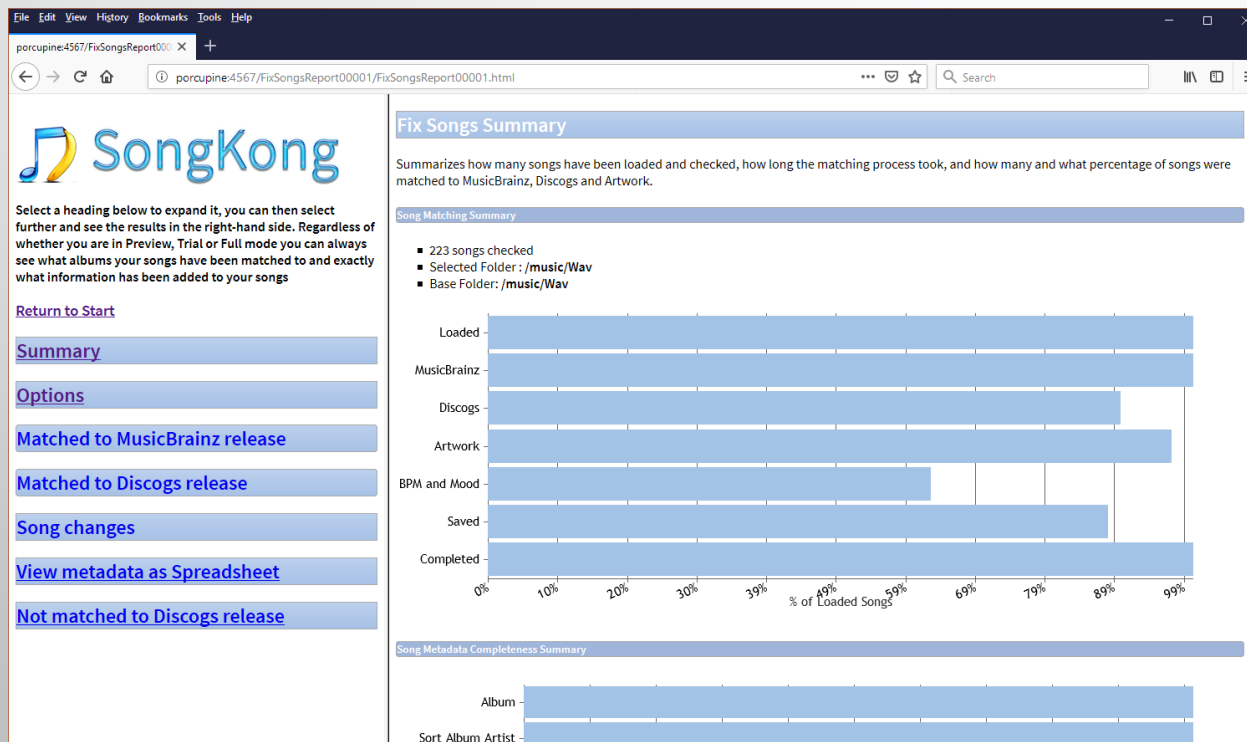 File Edit View History Bookmarks Tools Help
porcupine:4567/FixSongsReport000
porcupine:4567/FixSongsReport00001/FixSongsReport00001.html
Search
SongKong
Select a heading below to expand it, you can then select
further and see the results in the right-hand side. Regardless of
whether you are in Preview, Trial or Full mode you can always
see what albums your songs have been matched to and exactly
what information has been added to your songs
Return to Start
Summary
Options
Matched to MusicBrainz release
Matched to Discogs release
Song changes
View metadata as Spreadsheet
Not matched to Discogs release
Fix Songs Summary
Summarizes how many songs have been loaded and checked, how long the matching process took, and how many and what percentage of songs were
matched to MusicBrainz, Discogs and Artwork.
Song Matching Summary
223 songs checked
Selected Folder : /music/Wav
Base Folder: /music/Wav
Loaded
MusicBrainz
Discogs
Artwork
BPM and Mood
Saved
Completed
0% 10% 20% 30% 39% 49% 59% 69% 79% 89% 99%
% of Loaded Songs
Song Metadata Completeness Summary
Album
Sort Album Artist